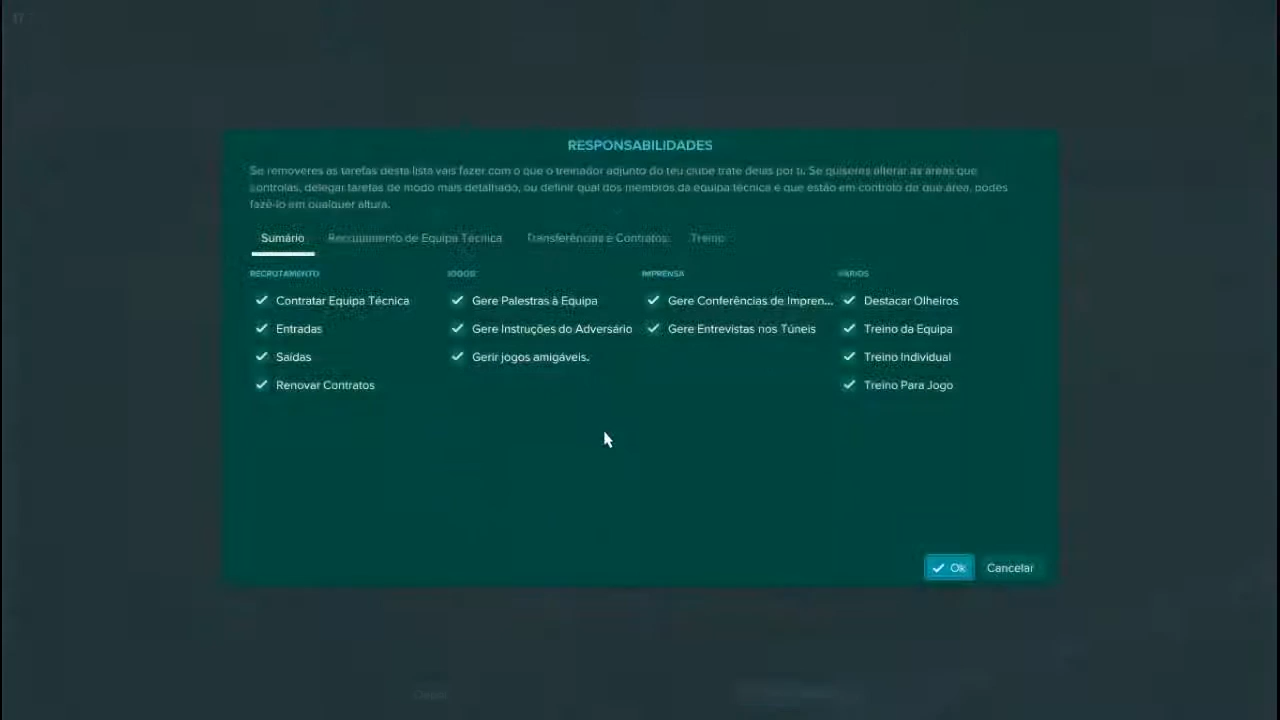 17
RESPONSABILIDADES
Se removeres as tarefas desta lista vais fazer com o que o treinador adjunto do teu clube trate delas por ti. Se quiseres alterar as áreas que
controlas, delegar tarefas de modo mais detalhado, ou definir qual dos membros da equipa técnica é que estão em controlo de que área, podes
fazê-lo em qualquer altura.
Sumário Recrutamento de Equipa Técnica Transferências e Contratos Treino
RECRUTAMENTO JOGOS IMPRENSA VÁRIOS
Contratar Equipa Técnica Gere Palestras à Equipa Gere Conferências de Impren... Destacar Olheiros
Entradas Gere Instruções do Adversário Gere Entrevistas nos Túneis Treino da Equipa
Saídas Gerir jogos amigáveis. Treino Individual
Renovar Contratos Treino Para Jogo
Ok Cancelar